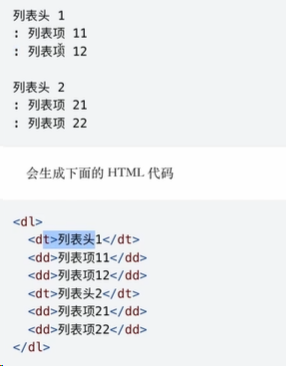 列表头 1
: 列表项 11
: 列表项 12
列表头 2
: 列表项 21
: 列表项 22
会生成下面的 HTML 代码
<dl>
<dt>列表头1</dt>
<dd>列表项11</dd>
<dd>列表项12</dd>
<dt>列表头2</dt>
<dd>列表项21</dd>
<dd>列表项22</dd>
</dl>